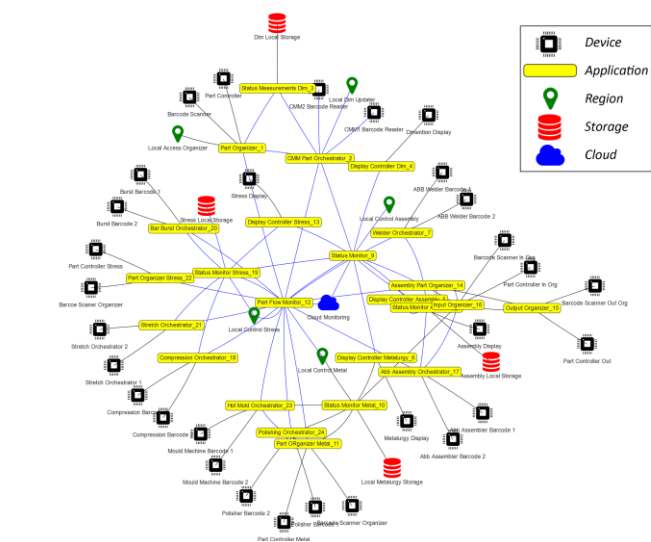 Dim Local Storage
Device
Application
Region
Storage
Cloud
Part Controller
Status Measurements Dim_3
CMM2 Barcode Reader
Local Dim Updater
Barcode Scanner
CMM1 Barcode Reader
Local Access Organizer
Part Organizer_1
Dimention Display
CMM Part Orchestrator_2
Display Controller Dim_4
Stress Display
ABB Welder Barcode 1
Burst Barcode 1
Stress Local Storage
Local Control Assembly
ABB Welder Barcode 2
Burst Barcode 2
Bar Burst Orchestrator_20
Display Controller Stress_13
Welder Orchestrator_7
Status Monitor_9
Barcode Scanner In Org
Part Controller Stress
Part Organizer Stress_22
Status Monitor Stress_19
Part Controller In Org
Assembly Part Organizer_14
Barcoe Scanner Organizer
Part Flow Monitor_12
Display Controller Assembly_5
Input Organizer_16
Barcode Scanner Out Org
Status Monitor A
Output Organizer_15
Cloud Monitoring
Stretch Orchestrator_21
Local Control Stress
Stretch Orchestrator 2
Assembly Display
Part Controller Out
Compression Orchestrator_18
Display Controller Metalurgy_6
Local Control Metal
Abb Assembly Orchestrator_17
Assembly Local Storage
Stretch Orchestrator 1
Compression Barcode
Hot Mold Orchestrator_23
Status Monitor Metal_10
Compression Barcode 2
Metalurgy Display
Abb Assembler Barcode 1
Polishing Orchestrator_24
Part ORganizer Metal_11
Mould Machine Barcode 1
Abb Assembler Barcode 2
Mould Machine Barcode 2
Local Metalurgy Storage
Polisher Barcode 2
Polisher Barcode
Barcode Scanner Organizer
Part Controller Metal